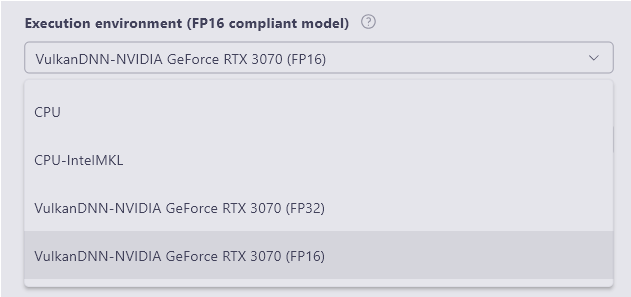 Execution environment (FP16 compliant model) ?
VulkanDNN-NVIDIA GeForce RTX 3070 (FP16)
CPU
CPU-IntelMKL
VulkanDNN-NVIDIA GeForce RTX 3070 (FP32)
VulkanDNN-NVIDIA GeForce RTX 3070 (FP16)